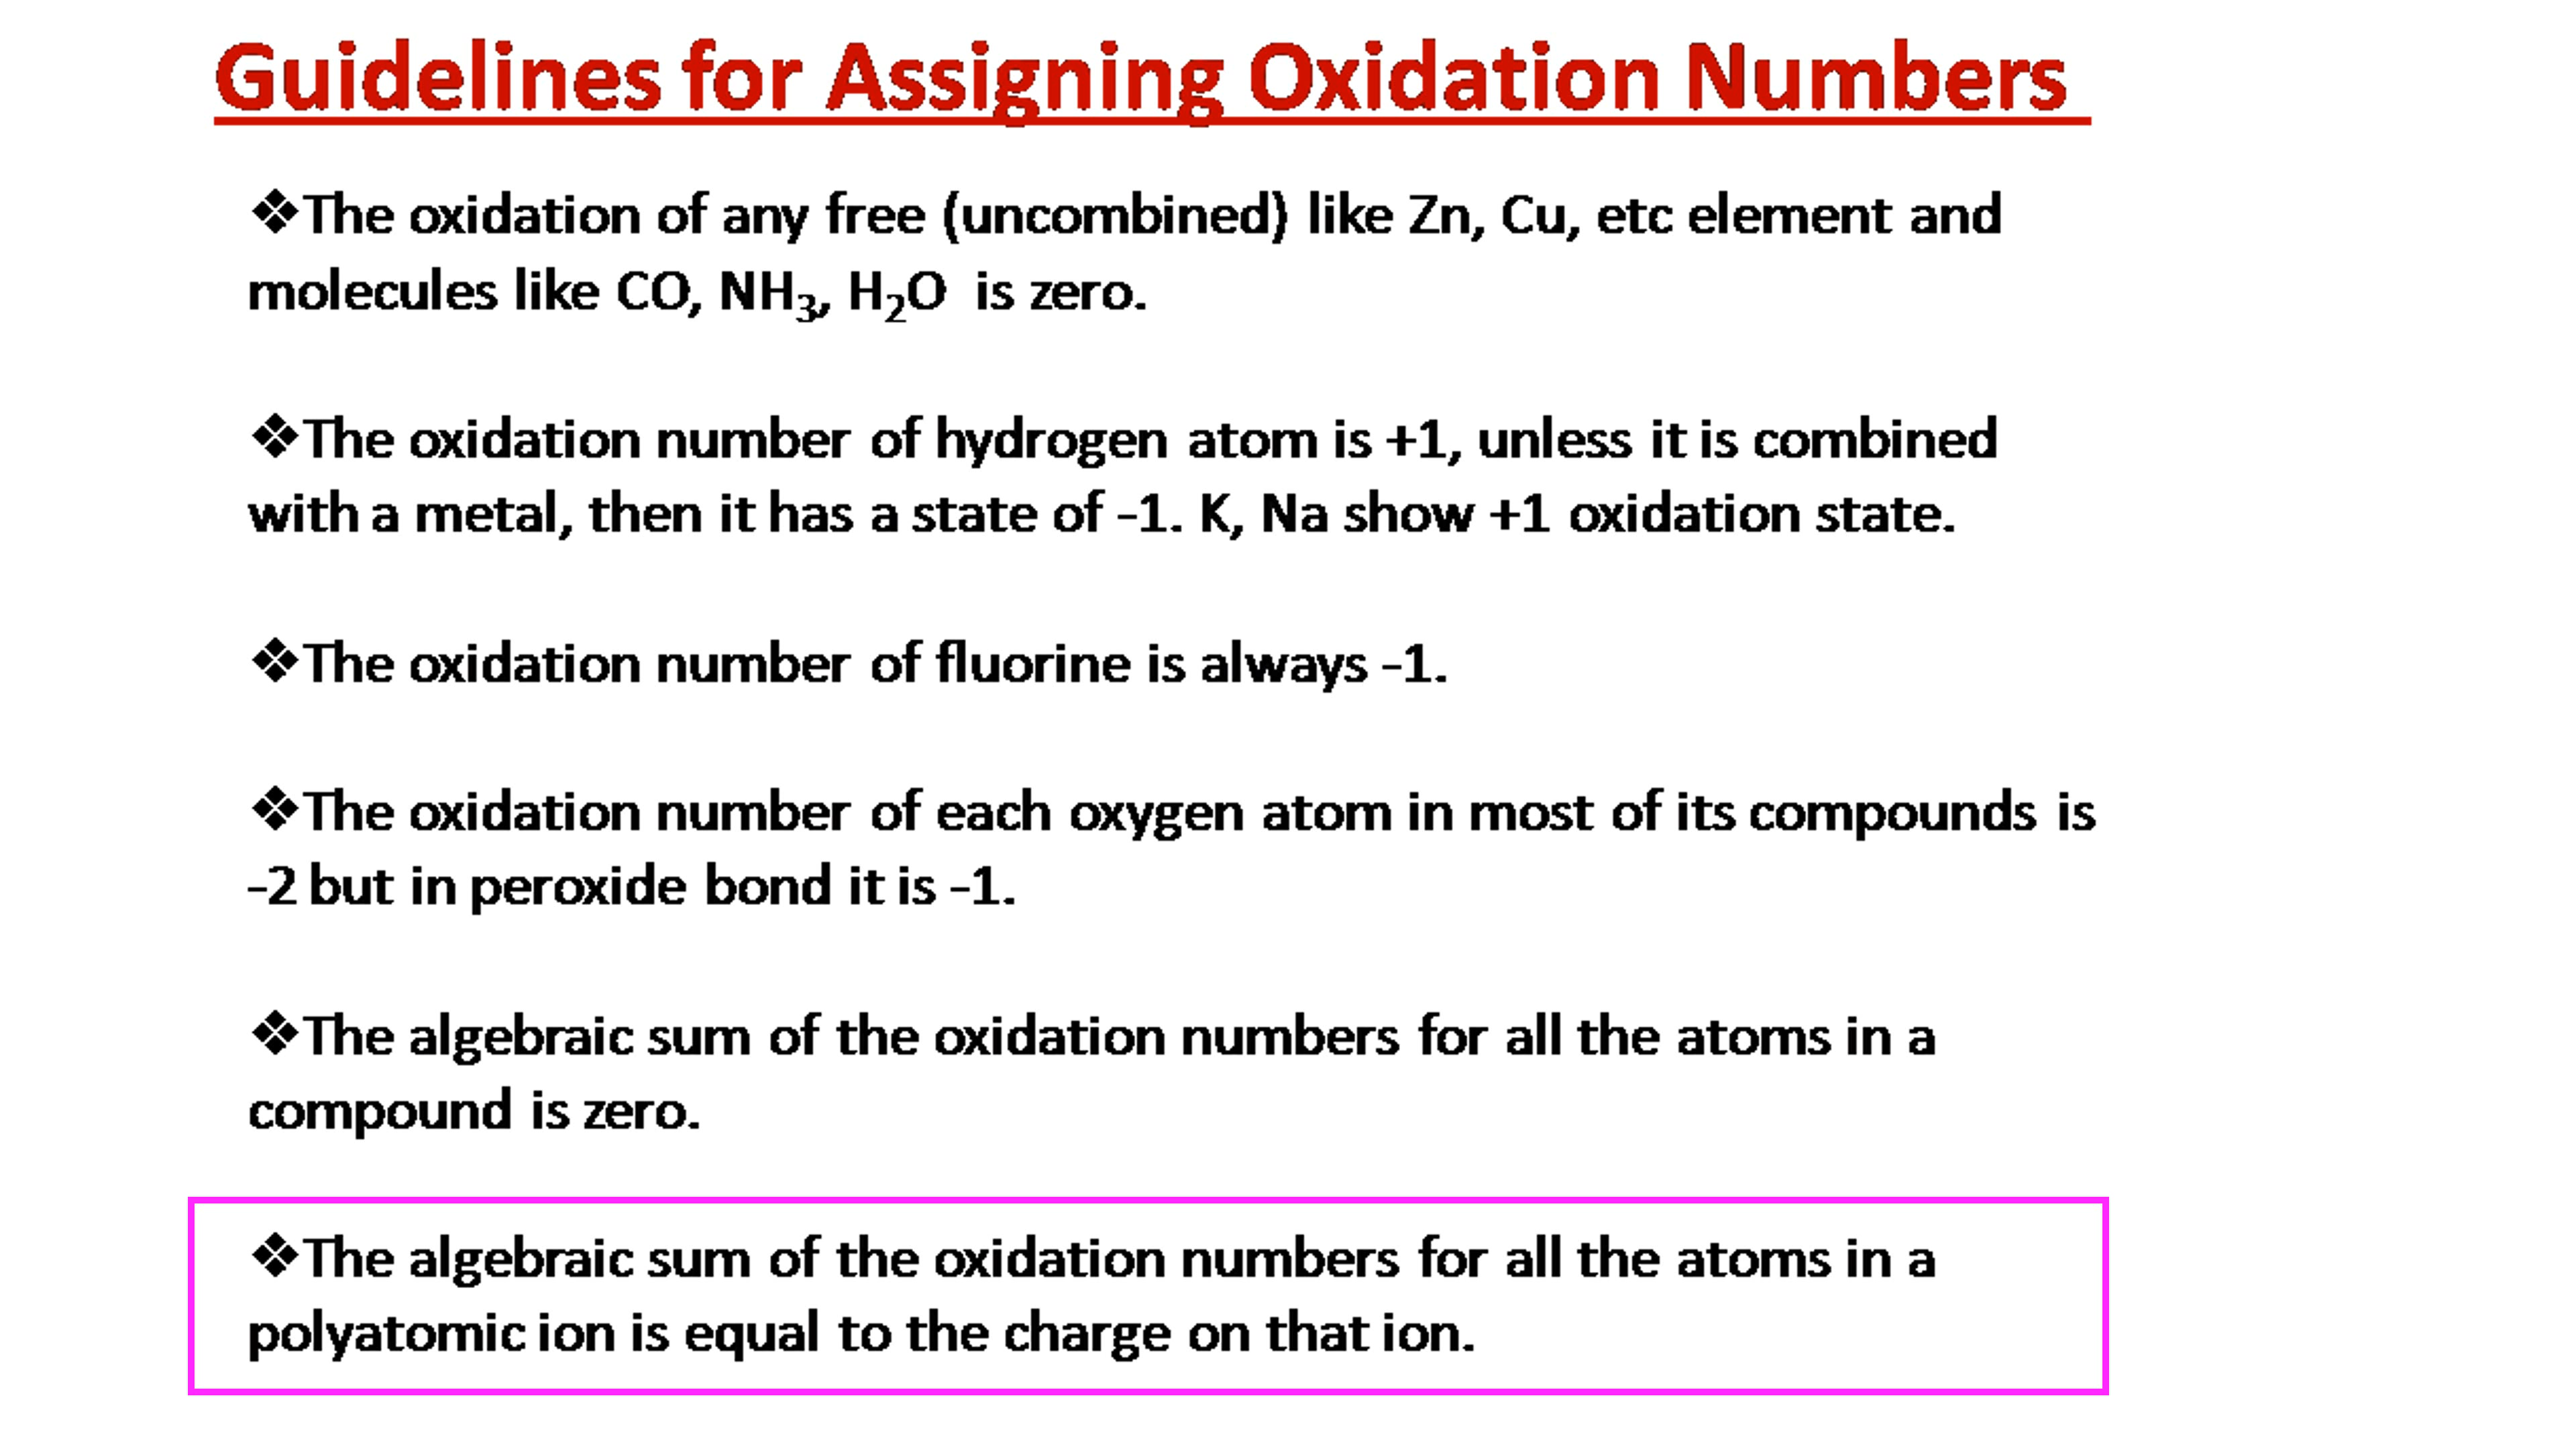 Guidelines for Assigning Oxidation Numbers
❖The oxidation of any free (uncombined) like Zn, Cu, etc element and
molecules like CO, NH₃, H₂O is zero.
❖The oxidation number of hydrogen atom is +1, unless it is combined
with a metal, then it has a state of -1. K, Na show +1 oxidation state.
❖The oxidation number of fluorine is always -1.
❖The oxidation number of each oxygen atom in most of its compounds is
-2 but in peroxide bond it is -1.
❖The algebraic sum of the oxidation numbers for all the atoms in a
compound is zero.
❖The algebraic sum of the oxidation numbers for all the atoms in a
polyatomic ion is equal to the charge on that ion.